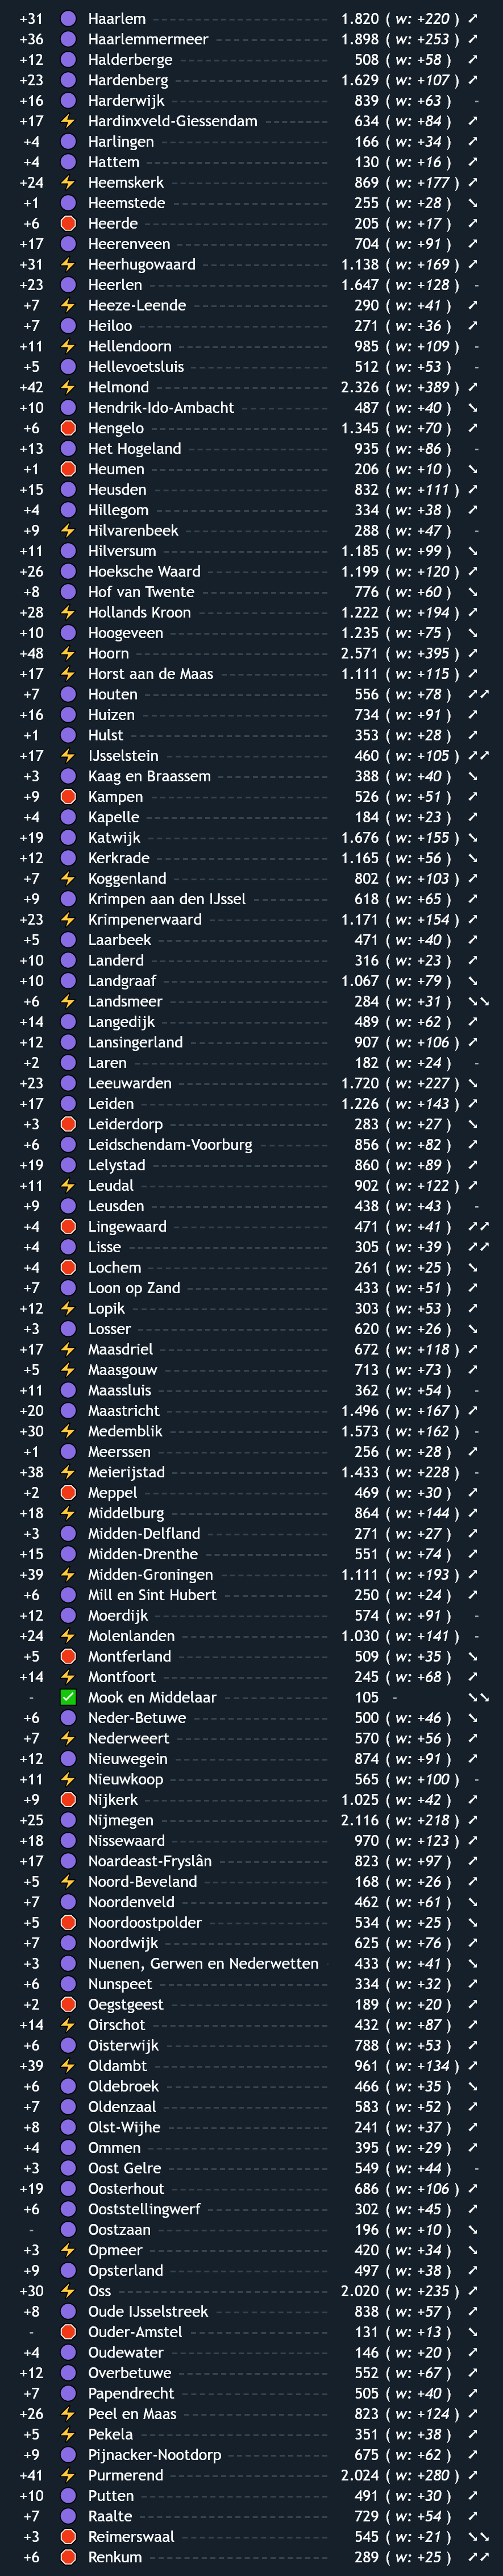 +31 Haarlem 1.820 ( w: +220 ) ➚
+36 Haarlemmermeer 1.898 ( w: +253 ) ➚
+12 Halderberge 508 ( w: +58 ) ➚
+23 Hardenberg 1.629 ( w: +107 ) ➚
+16 Harderwijk 839 ( w: +63 ) -
+17 ⚡ Hardinxveld-Giessendam 634 ( w: +84 ) ➚
+4 Harlingen 166 ( w: +34 ) ➚
+4 Hattem 130 ( w: +16 ) ➚
+24 ⚡ Heemskerk 869 ( w: +177 ) ➚
+1 Heemstede 255 ( w: +28 ) ➘
+6 Heerde 205 ( w: +17 ) ➚
+17 Heerenveen 704 ( w: +91 ) ➚
+31 ⚡ Heerhugowaard 1.138 ( w: +169 ) ➚
+23 Heerlen 1.647 ( w: +128 ) -
+7 ⚡ Heeze-Leende 290 ( w: +41 ) ➚
+7 Heiloo 271 ( w: +36 ) ➚
+11 ⚡ Hellendoorn 985 ( w: +109 ) -
+5 Hellevoetsluis 512 ( w: +53 ) -
+42 ⚡ Helmond 2.326 ( w: +389 ) ➚
+10 Hendrik-Ido-Ambacht 487 ( w: +40 ) ➘
+6 Hengelo 1.345 ( w: +70 ) ➚
+13 Het Hogeland 935 ( w: +86 ) -
+1 Heumen 206 ( w: +10 ) ➘
+15 Heusden 832 ( w: +111 ) ➚
+4 Hillegom 334 ( w: +38 ) ➚
+9 ⚡ Hilvarenbeek 288 ( w: +47 ) -
+11 Hilversum 1.185 ( w: +99 ) ➘
+26 Hoeksche Waard 1.199 ( w: +120 ) ➚
+8 Hof van Twente 776 ( w: +60 ) ➘
+28 ⚡ Hollands Kroon 1.222 ( w: +194 ) ➚
+10 Hoogeveen 1.235 ( w: +75 ) ➘
+48 ⚡ Hoorn 2.571 ( w: +395 ) ➚
+17 ⚡ Horst aan de Maas 1.111 ( w: +115 ) ➚
+7 Houten 556 ( w: +78 ) ➚➚
+16 Huizen 734 ( w: +91 ) ➚
+1 Hulst 353 ( w: +28 ) ➚
+17 ⚡ IJsselstein 460 ( w: +105 ) ➚➚
+3 Kaag en Braassem 388 ( w: +40 ) ➘
+9 Kampen 526 ( w: +51 ) ➚
+4 Kapelle 184 ( w: +23 ) ➚
+19 Katwijk 1.676 ( w: +155 ) ➘
+12 Kerkrade 1.165 ( w: +56 ) ➚
+7 ⚡ Koggenland 802 ( w: +103 ) ➚
+9 Krimpen aan den IJssel 618 ( w: +65 ) ➚
+23 ⚡ Krimpenerwaard 1.171 ( w: +154 ) ➚
+5 Laarbeek 471 ( w: +40 ) ➚
+10 Landerd 316 ( w: +23 ) ➚
+10 Landgraaf 1.067 ( w: +79 ) ➘
+6 ⚡ Landsmeer 284 ( w: +31 ) ➘➘
+14 Langedijk 489 ( w: +62 ) ➚
+12 Lansingerland 907 ( w: +106 ) ➚
+2 Laren 182 ( w: +24 ) -
+23 Leeuwarden 1.720 ( w: +227 ) ➘
+17 Leiden 1.226 ( w: +143 ) ➚
+3 Leiderdorp 283 ( w: +27 ) ➘
+6 Leidschendam-Voorburg 856 ( w: +82 ) ➚
+19 Lelystad 860 ( w: +89 ) ➚
+11 ⚡ Leudal 902 ( w: +122 ) ➚
+9 Leusden 438 ( w: +43 ) -
+4 Lingewaard 471 ( w: +41 ) ➚➚
+4 Lisse 305 ( w: +39 ) ➚➚
+4 Lochem 261 ( w: +25 ) ➘
+7 Loon op Zand 433 ( w: +51 ) ➚
+12 ⚡ Lopik 303 ( w: +53 ) ➚
+3 Losser 620 ( w: +26 ) ➘
+17 ⚡ Maasdriel 672 ( w: +118 ) ➚
+5 ⚡ Maasgouw 713 ( w: +73 ) ➚
+11 Maassluis 362 ( w: +54 ) -
+20 Maastricht 1.496 ( w: +167 ) ➚
+30 ⚡ Medemblik 1.573 ( w: +162 ) -
+1 Meerssen 256 ( w: +28 ) ➚
+38 ⚡ Meierijstad 1.433 ( w: +228 ) -
+2 Meppel 469 ( w: +30 ) ➚
+18 ⚡ Middelburg 864 ( w: +144 ) ➚
+3 Midden-Delfland 271 ( w: +27 ) ➚
+15 Midden-Drenthe 551 ( w: +74 ) ➚
+39 ⚡ Midden-Groningen 1.111 ( w: +193 ) ➚
+6 Mill en Sint Hubert 250 ( w: +24 ) ➚
+12 Moerdijk 574 ( w: +91 ) -
+24 ⚡ Molenlanden 1.030 ( w: +141 ) -
+5 Montferland 509 ( w: +35 ) ➘
+14 ⚡ Montfoort 245 ( w: +68 ) ➚
- ✅ Mook en Middelaar 105 - ➘➘
+6 Neder-Betuwe 500 ( w: +46 ) ➘
+7 ⚡ Nederweert 570 ( w: +56 ) ➚
+12 Nieuwegein 874 ( w: +91 ) ➚
+11 ⚡ Nieuwkoop 565 ( w: +100 ) -
+9 Nijkerk 1.025 ( w: +42 ) ➚
+25 Nijmegen 2.116 ( w: +218 ) ➚
+18 Nissewaard 970 ( w: +123 ) ➚
+17 Noardeast-Fryslân 823 ( w: +97 ) ➚
+5 ⚡ Noord-Beveland 168 ( w: +26 ) ➚
+7 Noordenveld 462 ( w: +61 ) ➘
+5 Noordoostpolder 534 ( w: +25 ) ➘
+7 Noordwijk 625 ( w: +76 ) ➚
+3 Nuenen, Gerwen en Nederwetten 433 ( w: +41 ) ➘
+6 Nunspeet 334 ( w: +32 ) ➚
+2 Oegstgeest 189 ( w: +20 ) ➚
+14 ⚡ Oirschot 432 ( w: +87 ) ➚
+6 Oisterwijk 788 ( w: +53 ) ➚
+39 ⚡ Oldambt 961 ( w: +134 ) ➚
+6 Oldebroek 466 ( w: +35 ) ➘
+7 Oldenzaal 583 ( w: +52 ) ➚
+8 Olst-Wijhe 241 ( w: +37 ) ➚
+4 Ommen 395 ( w: +29 ) ➚
+3 Oost Gelre 549 ( w: +44 ) -
+19 Oosterhout 686 ( w: +106 ) ➚
+6 Ooststellingwerf 302 ( w: +45 ) ➚
- Oostzaan 196 ( w: +10 ) ➘
+3 ⚡ Opmeer 420 ( w: +34 ) ➘
+9 Opsterland 497 ( w: +38 ) ➚
+30 ⚡ Oss 2.020 ( w: +235 ) ➚
+8 Oude IJsselstreek 838 ( w: +57 ) ➚
- Ouder-Amstel 131 ( w: +13 ) ➘
+4 Oudewater 146 ( w: +20 ) ➚
+12 Overbetuwe 552 ( w: +67 ) ➚
+7 Papendrecht 505 ( w: +40 ) ➚
+26 ⚡ Peel en Maas 823 ( w: +124 ) ➚
+5 ⚡ Pekela 351 ( w: +38 ) ➚
+9 Pijnacker-Nootdorp 675 ( w: +62 ) ➚
+41 ⚡ Purmerend 2.024 ( w: +280 ) ➚
+10 Putten 491 ( w: +30 ) ➚
+7 Raalte 729 ( w: +54 ) ➚
+3 Reimerswaal 545 ( w: +21 ) ➘➘
+6 Renkum 289 ( w: +25 ) ➚➚